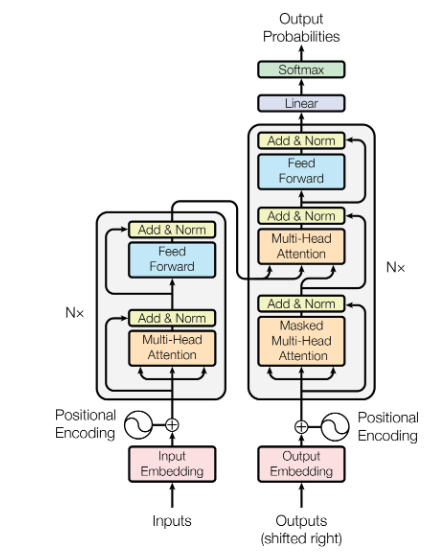 Output
Probabilities
Softmax
Linear
Add & Norm
Feed
Forward
Add & Norm
Multi-Head
Attention
Add & Norm
Masked
Multi-Head
Attention
N×
Add & Norm
Feed
Forward
Add & Norm
Multi-Head
Attention
N×
Positional
Encoding
Positional
Encoding
Input
Embedding
Output
Embedding
Inputs
Outputs
(shifted right)